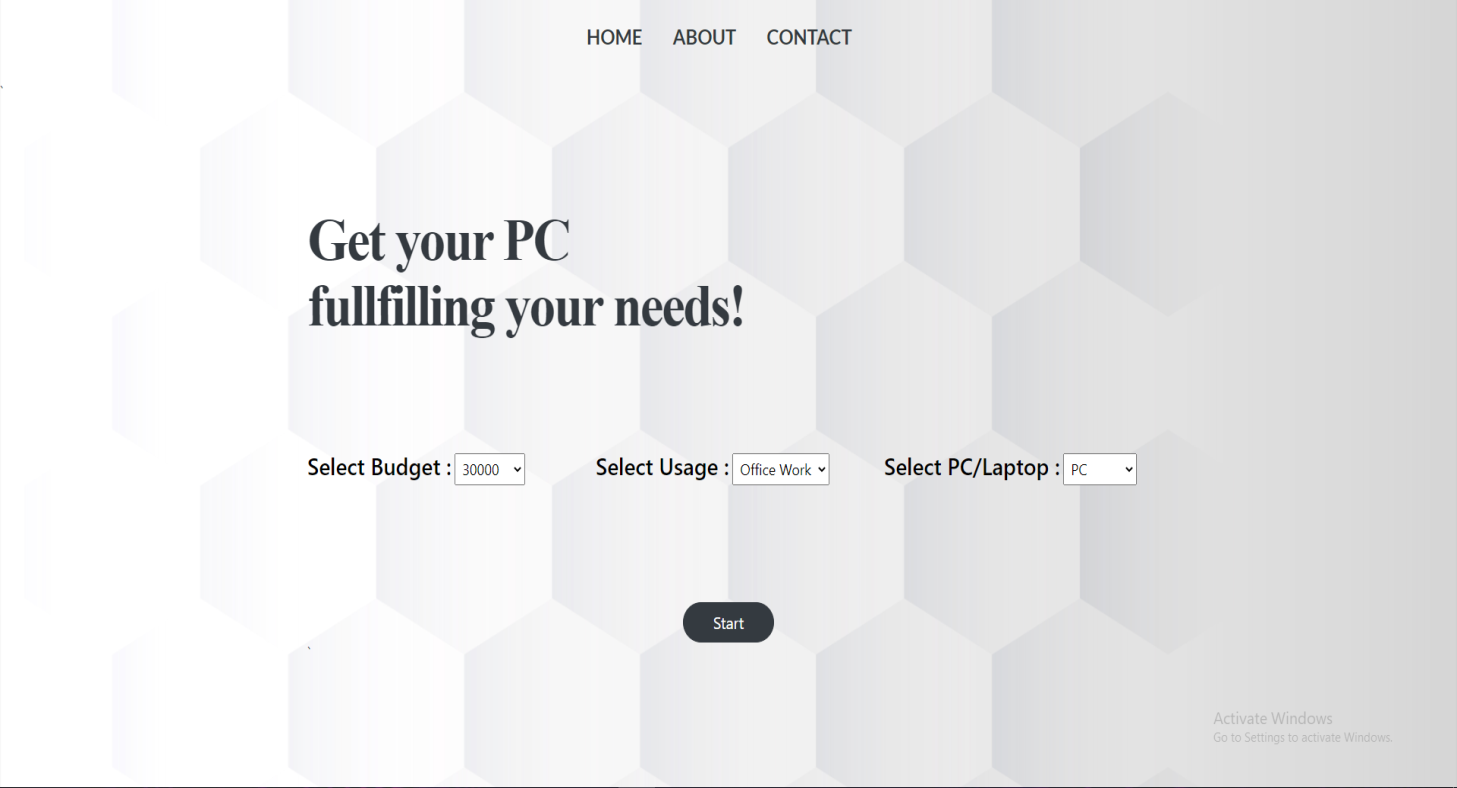 HOME ABOUT CONTACT
`
Get your PC
fullfilling your needs!
Select Budget : 30000 Select Usage : Office Work Select PC/Laptop : PC
Start
`
Activate Windows
Go to Settings to activate Windows.